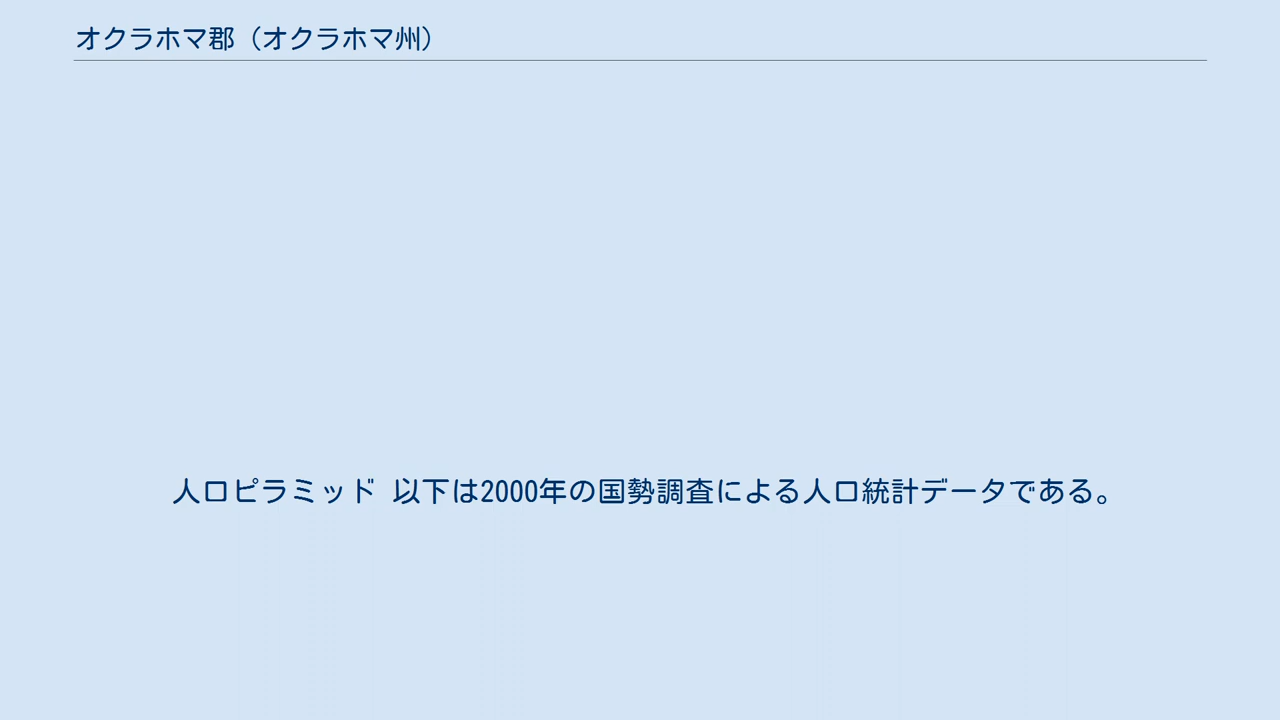 オクラホマ郡（オクラホマ州）
人口ピラミッド 以下は2000年の国勢調査による人口統計データである。